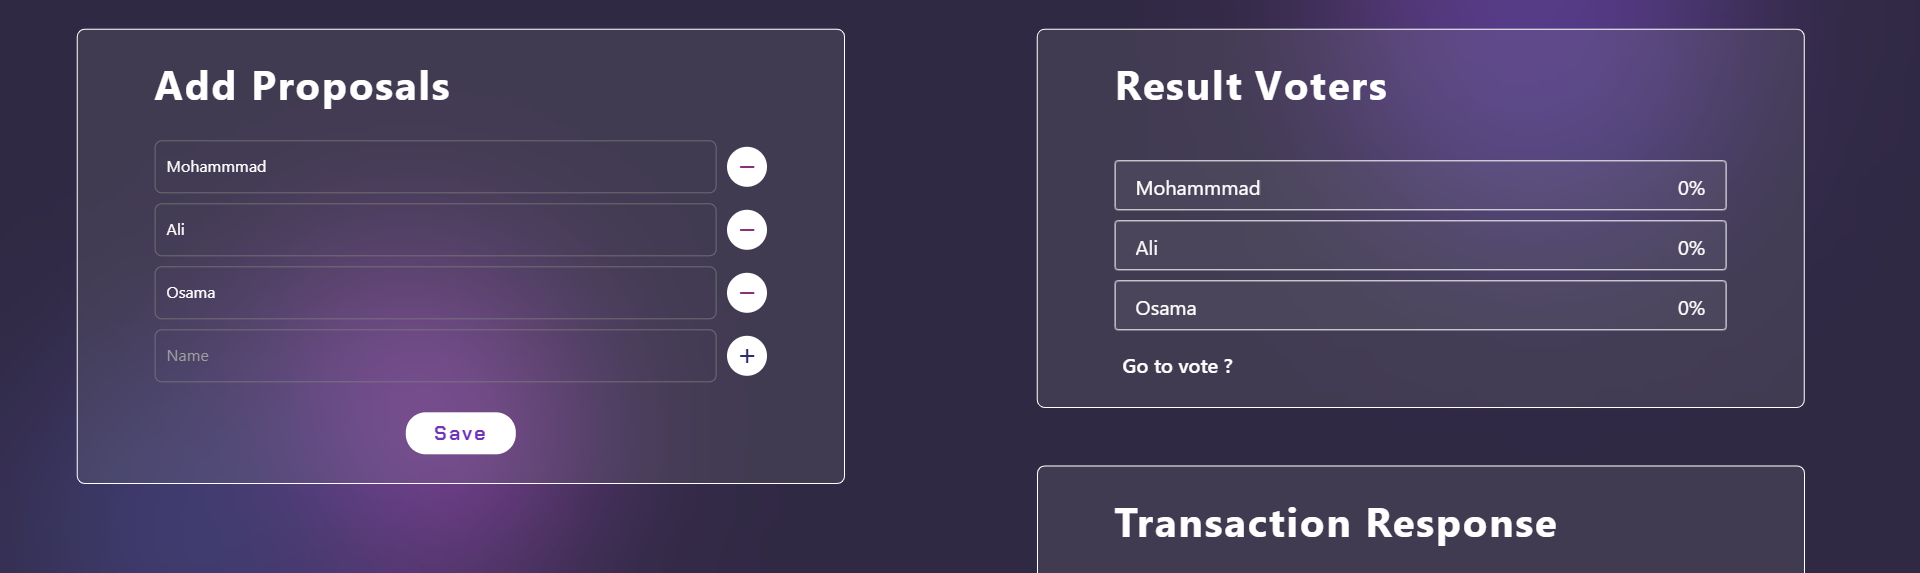 Add Proposals
Mohammmad
Ali
Osama
Name
Save
Result Voters
Mohammmad 0%
Ali 0%
Osama 0%
Go to vote ?
Transaction Response